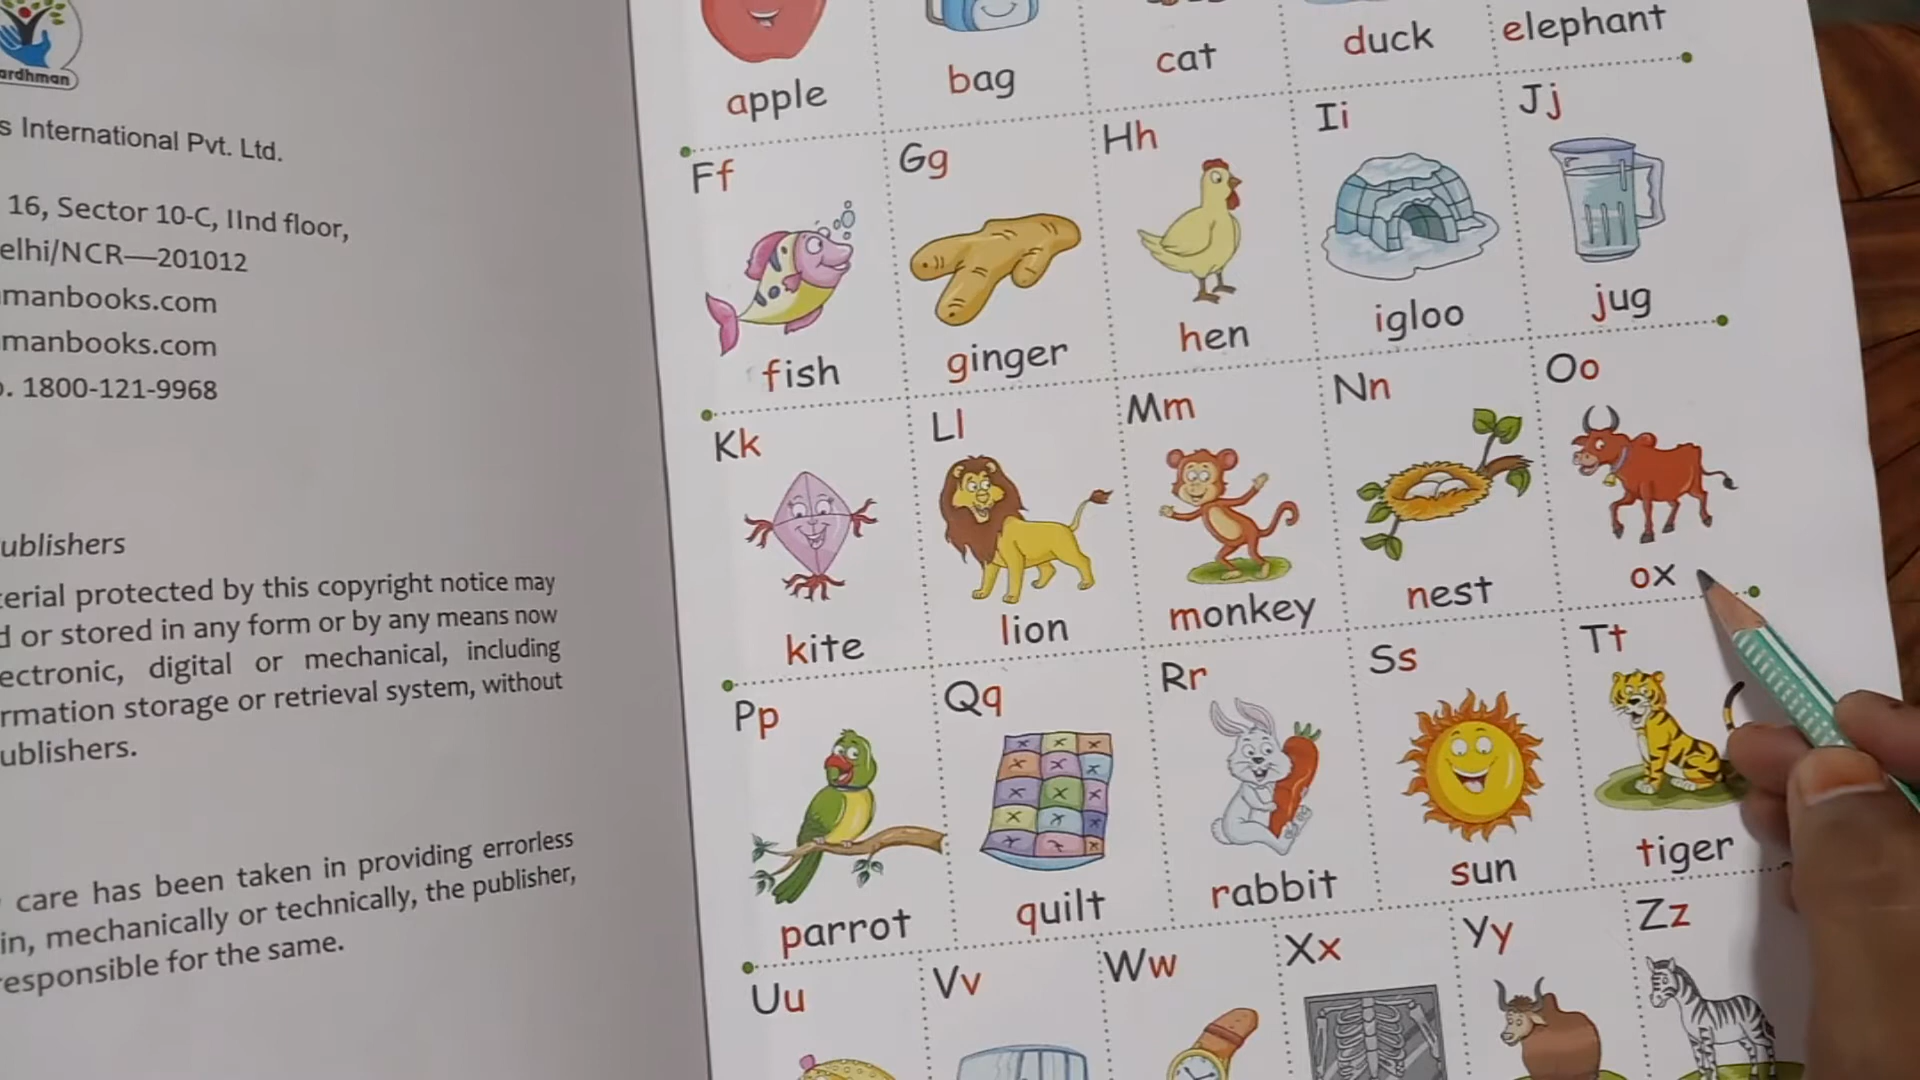 ardhman
s International Pvt. Ltd.
16, Sector 10-C, IInd floor,
elhi/NCR—201012
manbooks.com
manbooks.com
o. 1800-121-9968
ublishers
erial protected by this copyright notice may
d or stored in any form or by any means now
ectronic, digital or mechanical, including
rmation storage or retrieval system, without
ublishers.
care has been taken in providing errorless
in, mechanically or technically, the publisher,
responsible for the same.
apple bag cat duck elephant
Ff Gg Hh Ii Jj
fish ginger hen igloo jug
Kk Ll Mm Nn Oo
kite lion monkey nest ox
Pp Qq Rr Ss Tt
parrot quilt rabbit sun tiger
Uu Vv Ww Xx Yy Zz